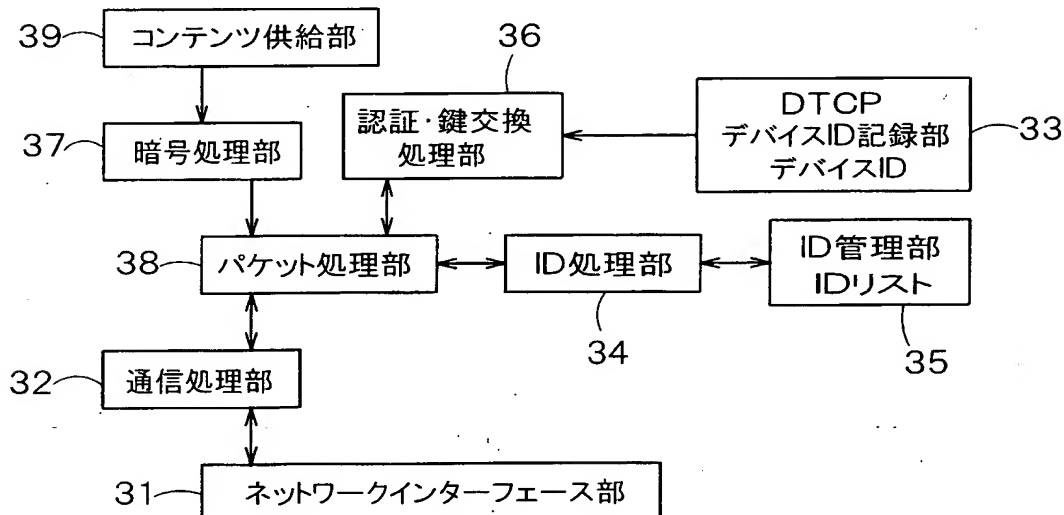 39
コンテンツ供給部
36
認証・鍵交換
処理部
DTCP
デバイスID記録部
デバイスID
33
37
暗号処理部
38
パケット処理部
ID処理部
34
ID管理部
IDリスト
35
32
通信処理部
31
ネットワークインターフェース部